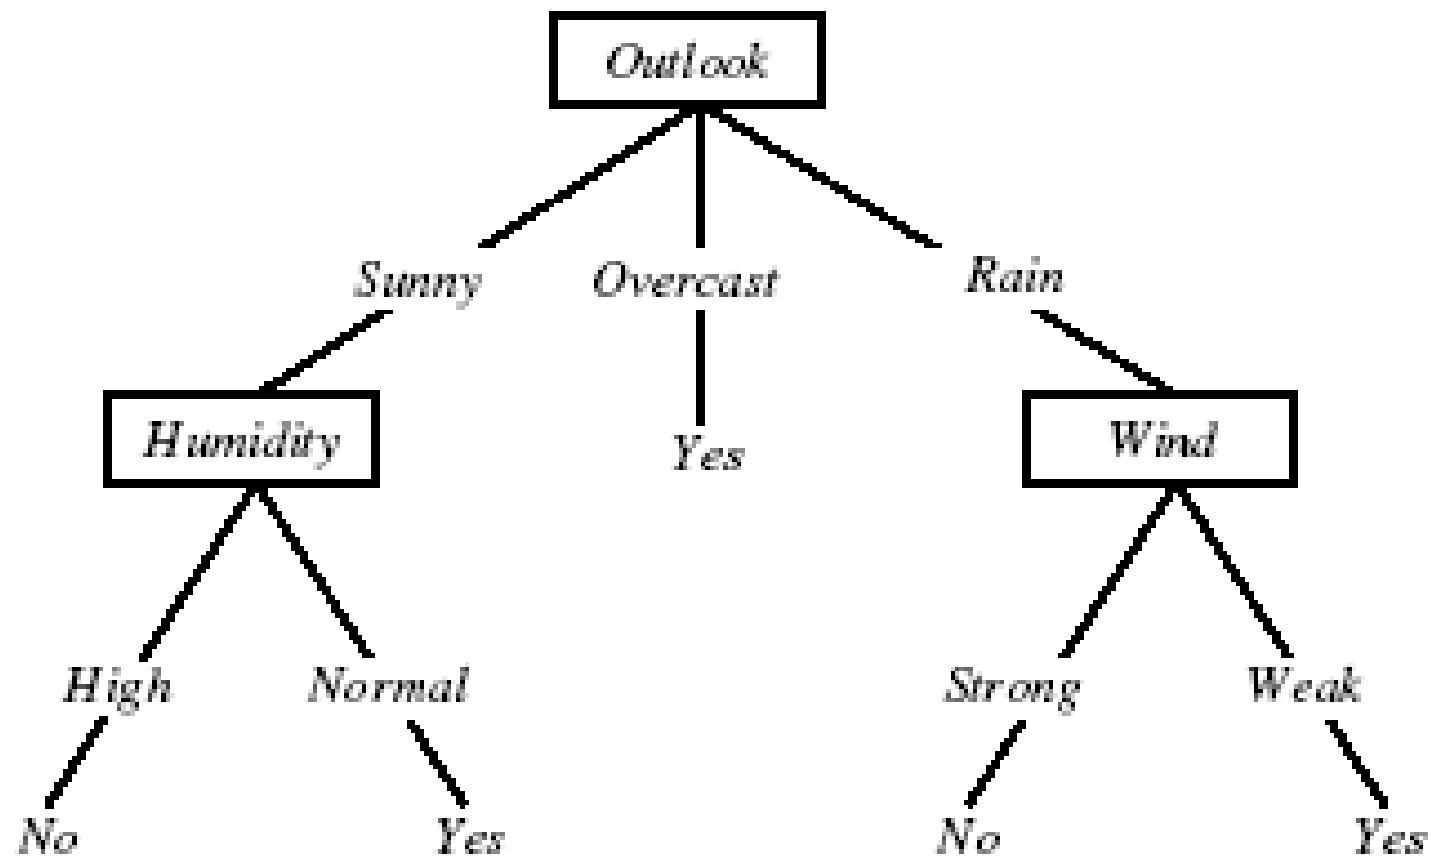 Outlook
Sunny Overcast Rain
Humidity Yes Wind
High Normal Strong Weak
No Yes No Yes